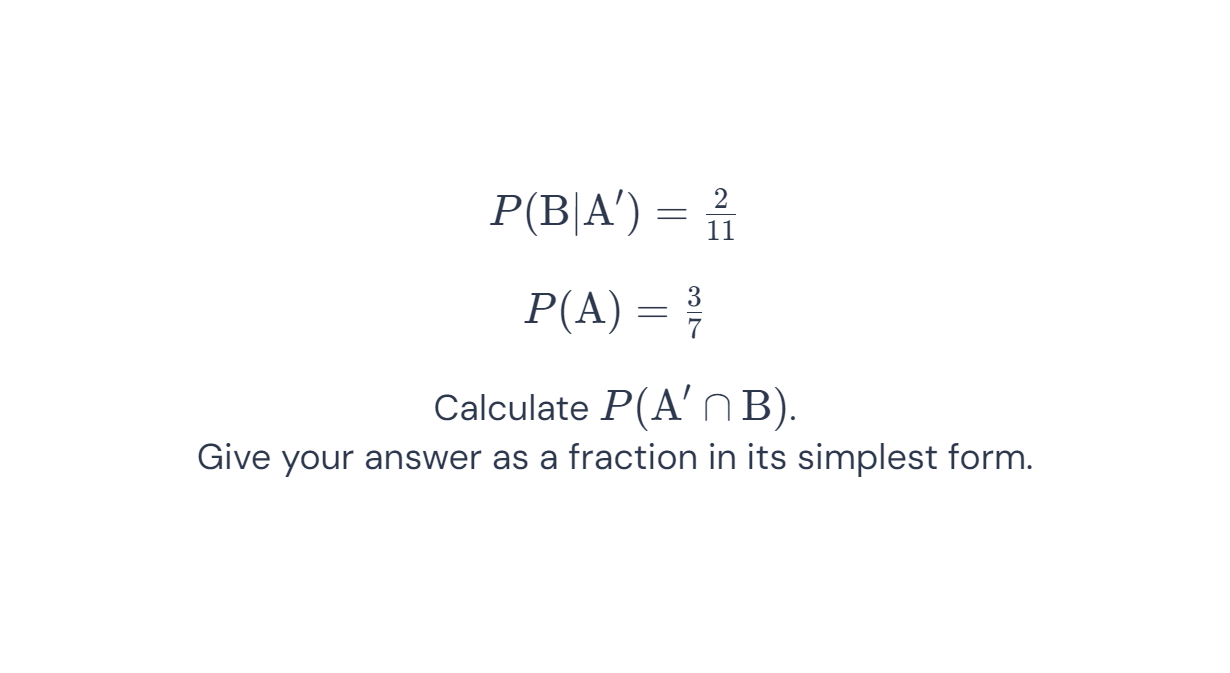 P(B|A′) = 2/11
P(A) = 3/7
Calculate P(A′ ∩ B).
Give your answer as a fraction in its simplest form.